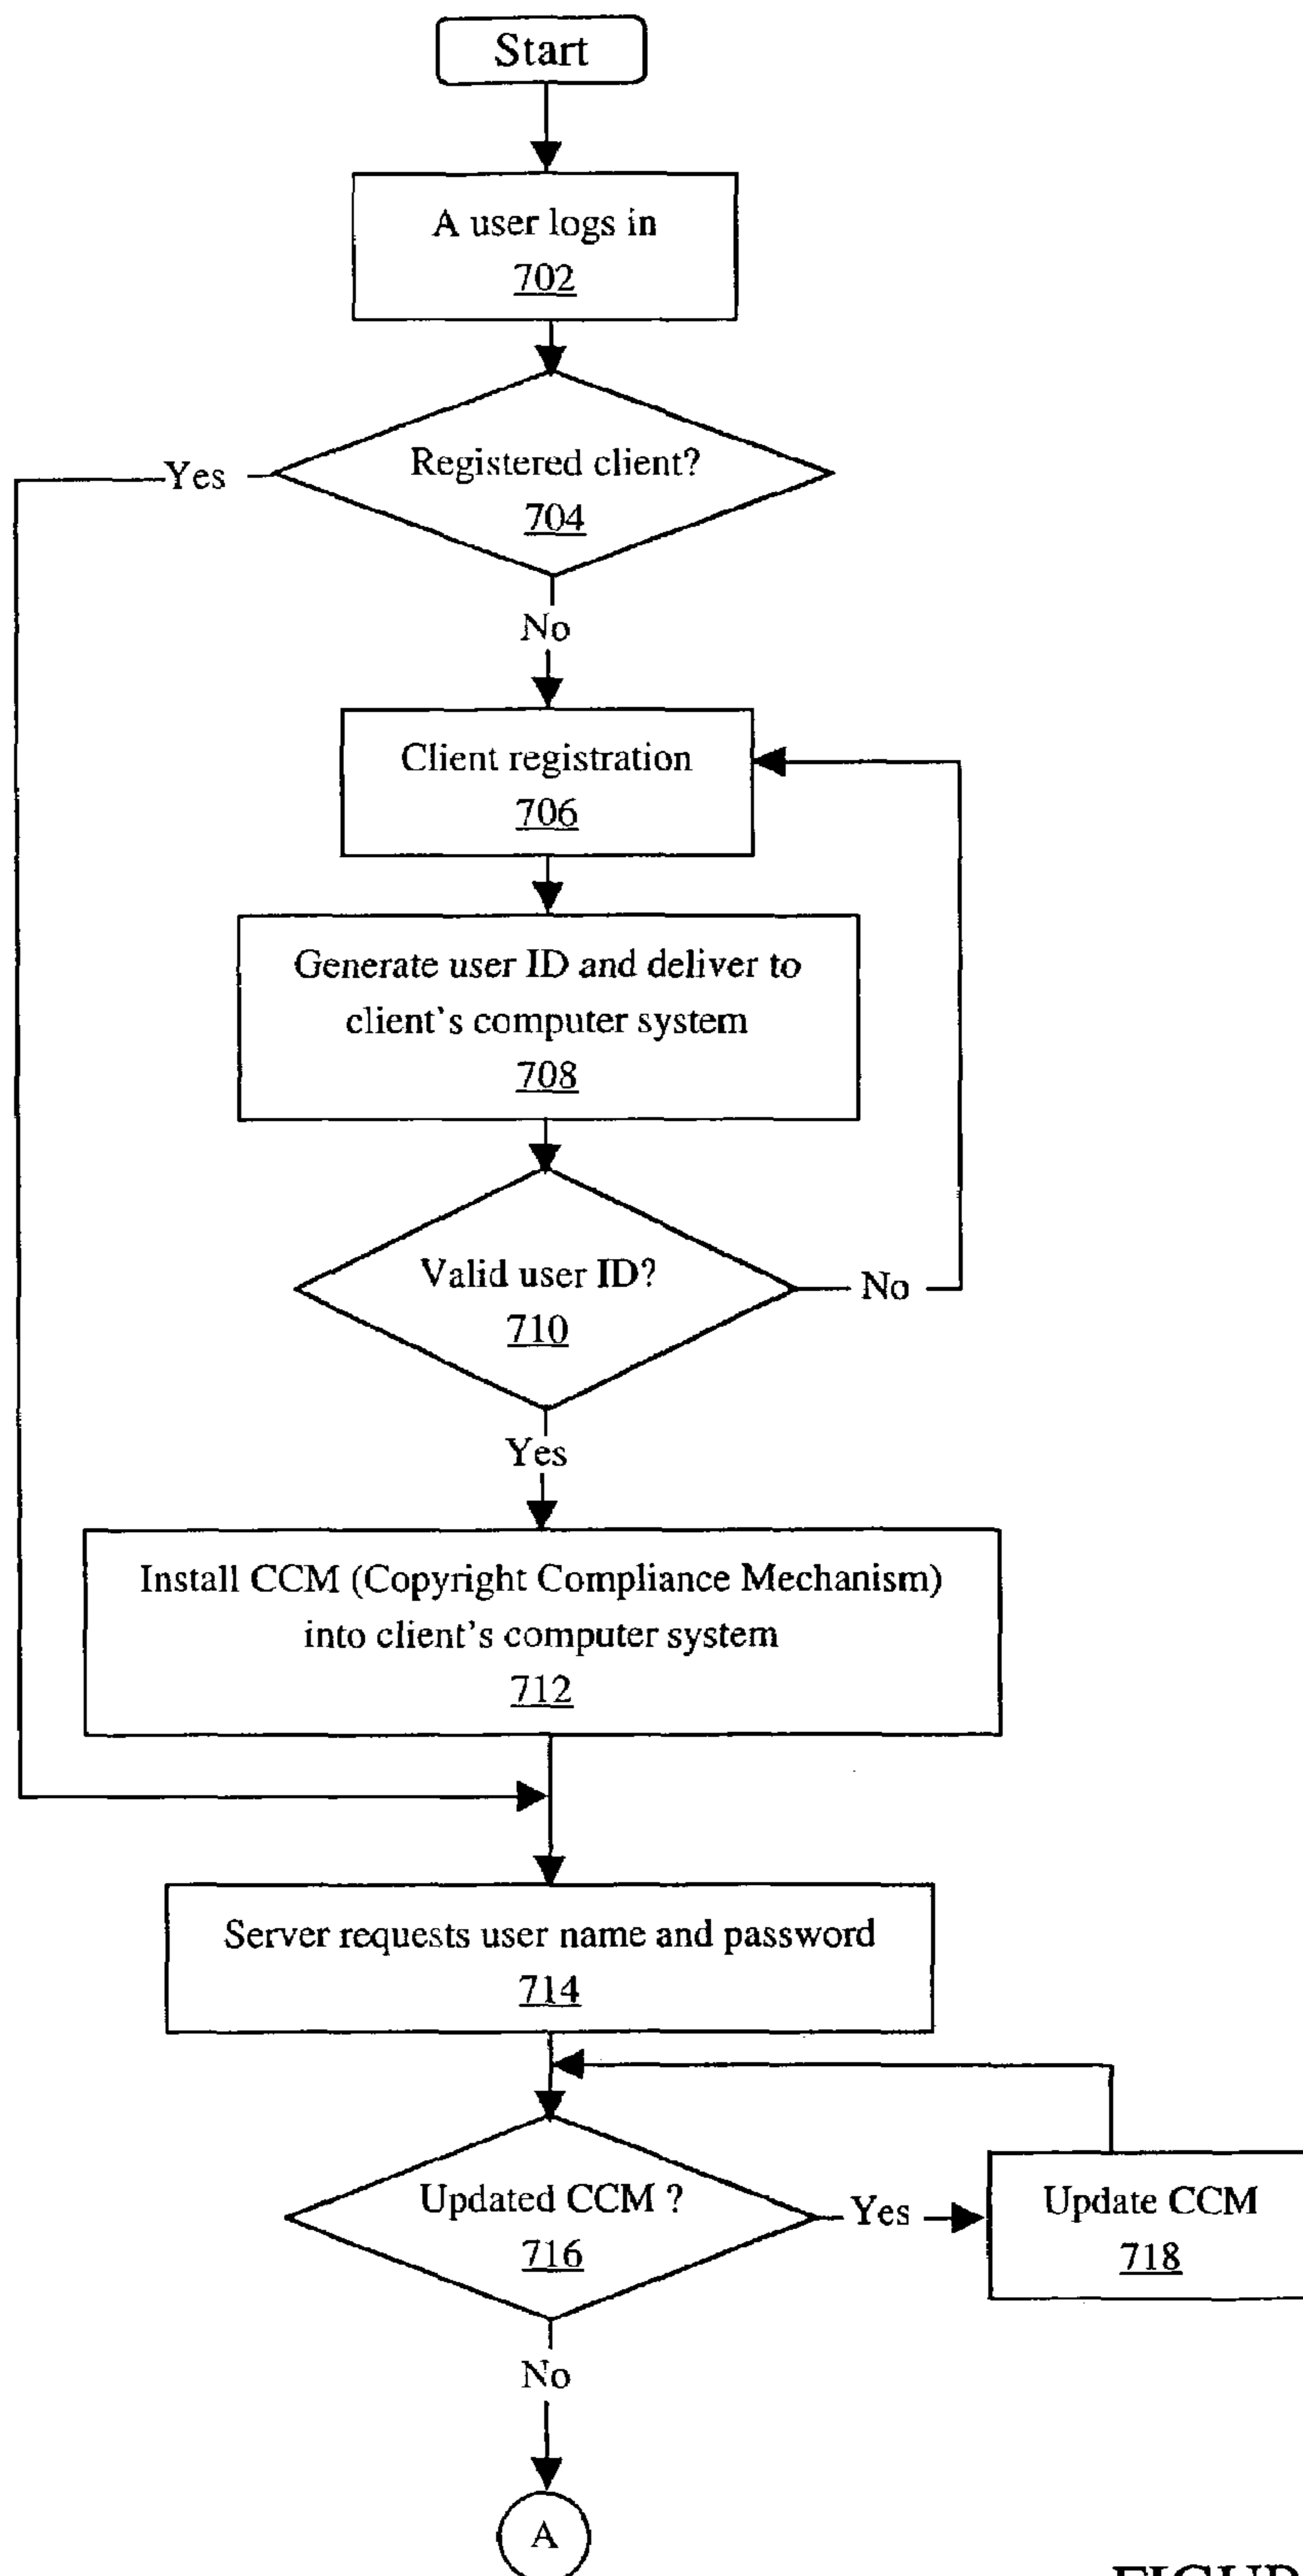 Start
A user logs in
702
Registered client?
704
Yes
No
Client registration
706
Generate user ID and deliver to
client's computer system
708
Valid user ID?
710
No
Yes
Install CCM (Copyright Compliance Mechanism)
into client's computer system
712
Server requests user name and password
714
Updated CCM ?
716
Yes
Update CCM
718
No
A